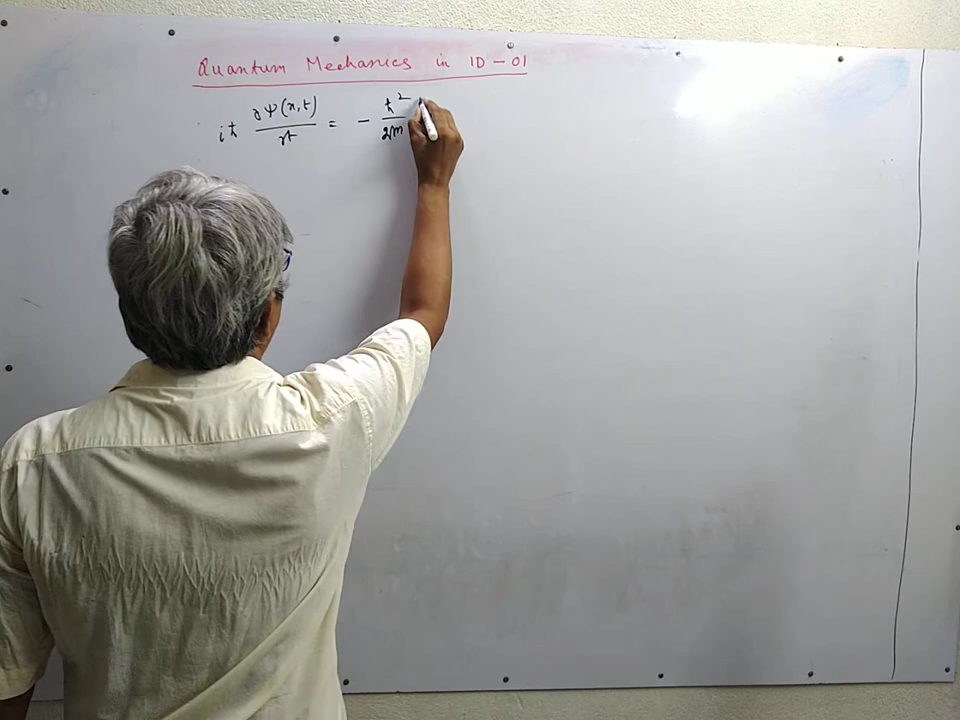 Quantum Mechanics in 1D - 01
iħ ∂Ψ(x,t)/∂t = - ħ²/2m